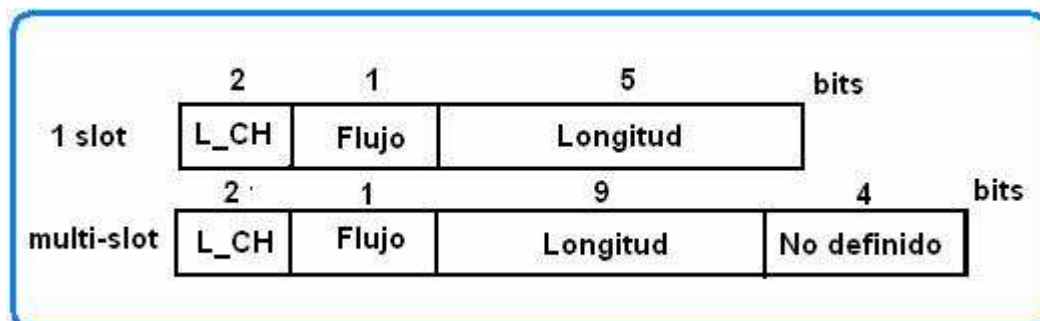 2 1 5 bits
1 slot L_CH Flujo Longitud
2 1 9 4 bits
multi-slot L_CH Flujo Longitud No definido